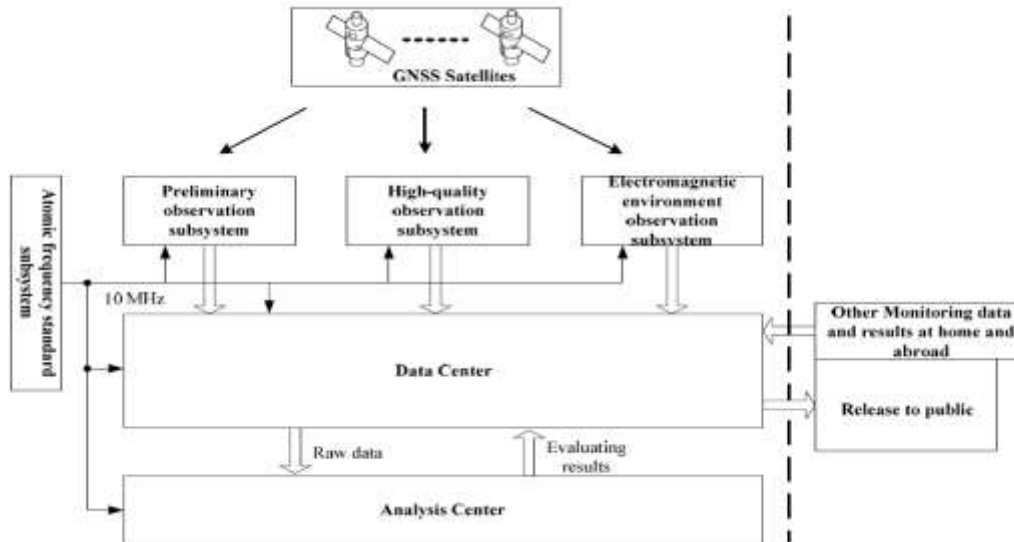 GNSS Satellites
Atomic frequency standard
subsystem
Preliminary
observation
subsystem
High-quality
observation
subsystem
Electromagnetic
environment
observation
subsystem
10 MHz
Data Center
Other Monitoring data
and results at home and
abroad
Release to public
Raw data
Evaluating
results
Analysis Center